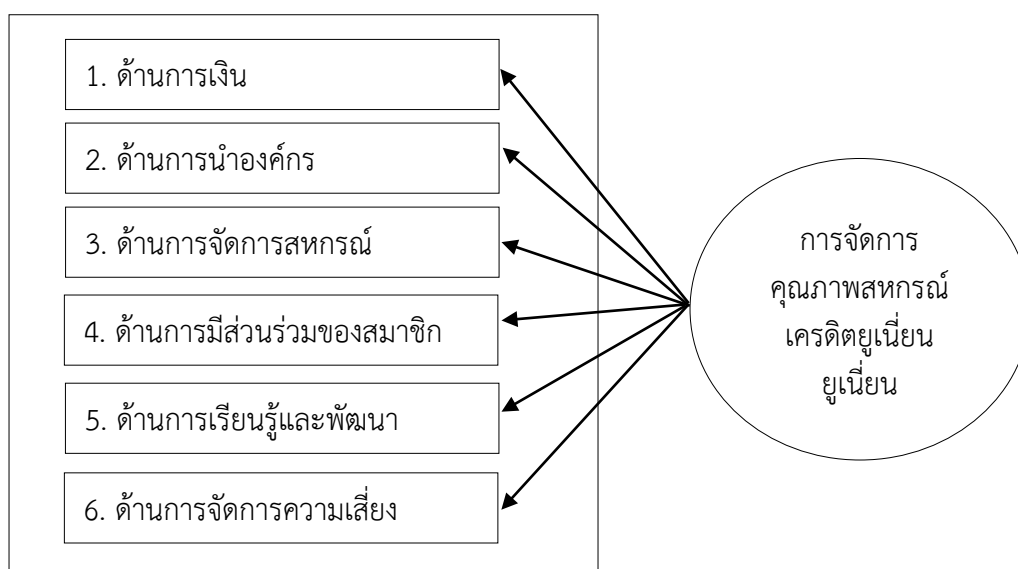 1. ด้านการเงิน
2. ด้านการนำองค์กร
3. ด้านการจัดการสหกรณ์
4. ด้านการมีส่วนร่วมของสมาชิก
5. ด้านการเรียนรู้และพัฒนา
6. ด้านการจัดการความเสี่ยง
การจัดการ
คุณภาพสหกรณ์
เครดิตยูเนี่ยน
ยูเนี่ยน